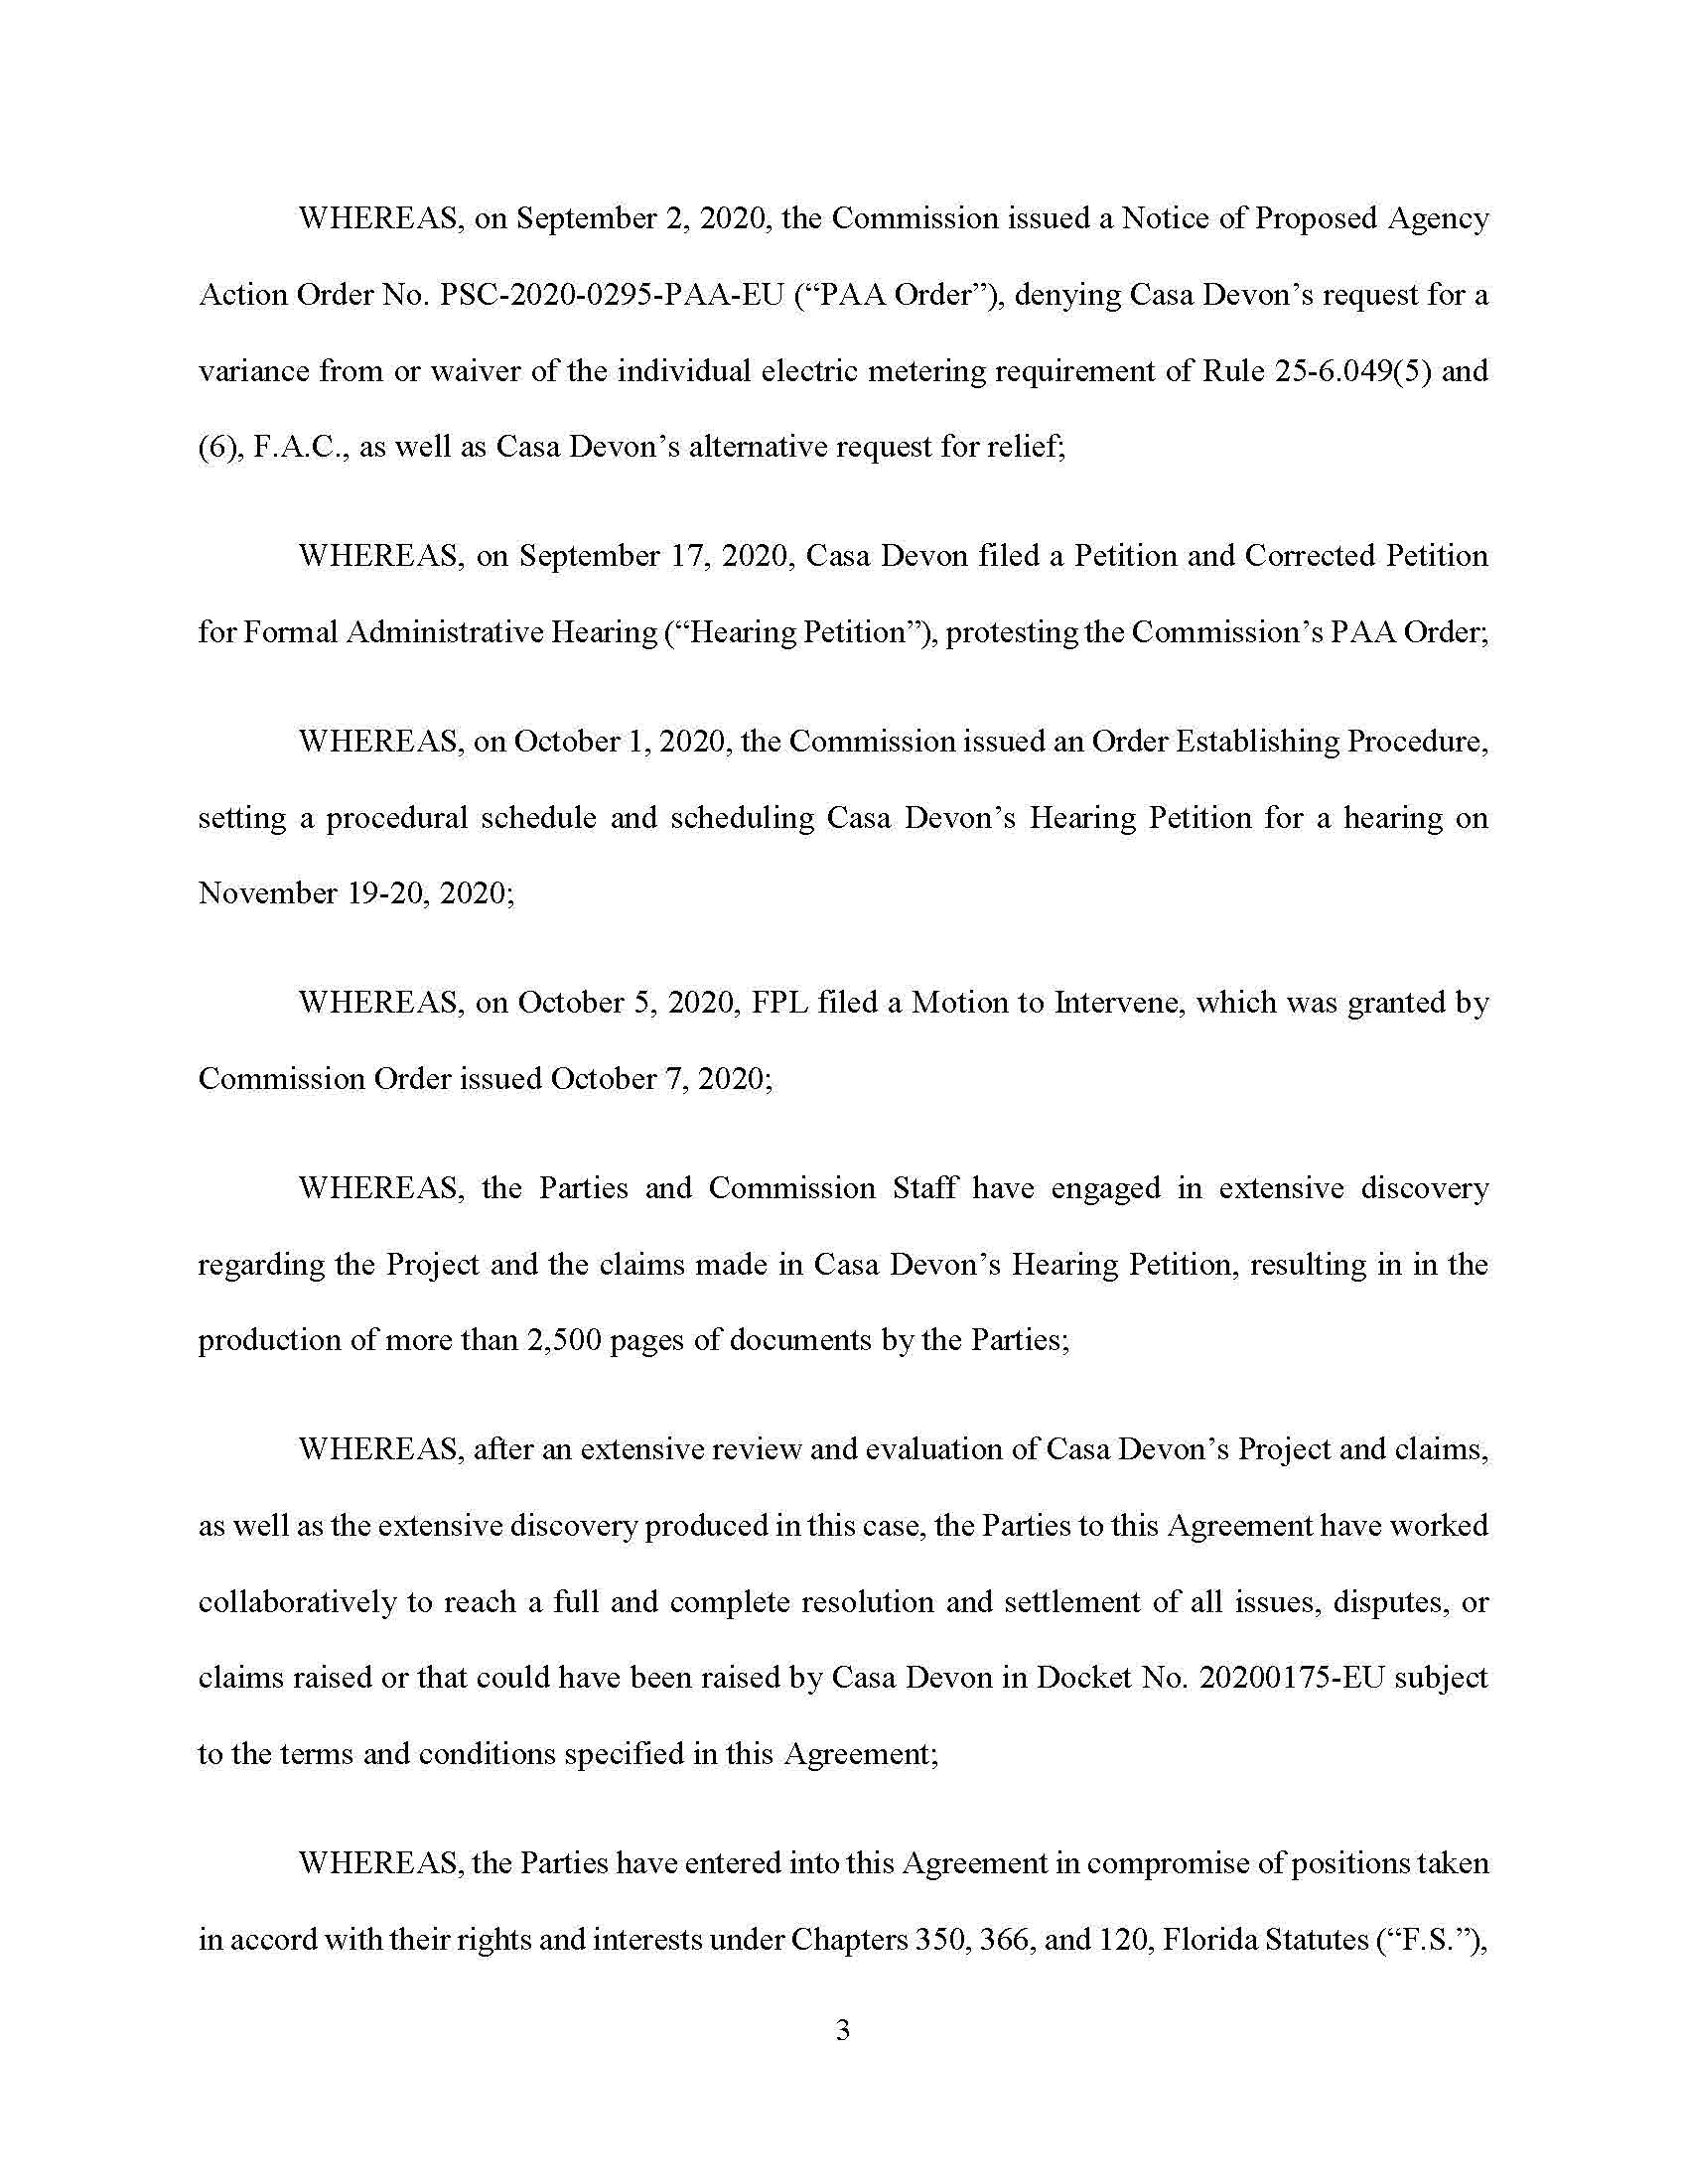 WHEREAS, on September 2, 2020, the Commission issued a Notice of Proposed Agency
Action Order No. PSC-2020-0295-PAA-EU (“PAA Order”), denying Casa Devon’s request for a
variance from or waiver of the individual electric metering requirement of Rule 25-6.049(5) and
(6), F.A.C., as well as Casa Devon’s alternative request for relief;
WHEREAS, on September 17, 2020, Casa Devon filed a Petition and Corrected Petition
for Formal Administrative Hearing (“Hearing Petition”), protesting the Commission’s PAA Order;
WHEREAS, on October 1, 2020, the Commission issued an Order Establishing Procedure,
setting a procedural schedule and scheduling Casa Devon’s Hearing Petition for a hearing on
November 19-20, 2020;
WHEREAS, on October 5, 2020, FPL filed a Motion to Intervene, which was granted by
Commission Order issued October 7, 2020;
WHEREAS, the Parties and Commission Staff have engaged in extensive discovery
regarding the Project and the claims made in Casa Devon’s Hearing Petition, resulting in in the
production of more than 2,500 pages of documents by the Parties;
WHEREAS, after an extensive review and evaluation of Casa Devon’s Project and claims,
as well as the extensive discovery produced in this case, the Parties to this Agreement have worked
collaboratively to reach a full and complete resolution and settlement of all issues, disputes, or
claims raised or that could have been raised by Casa Devon in Docket No. 20200175-EU subject
to the terms and conditions specified in this Agreement;
WHEREAS, the Parties have entered into this Agreement in compromise of positions taken
in accord with their rights and interests under Chapters 350, 366, and 120, Florida Statutes (“F.S.”),
3